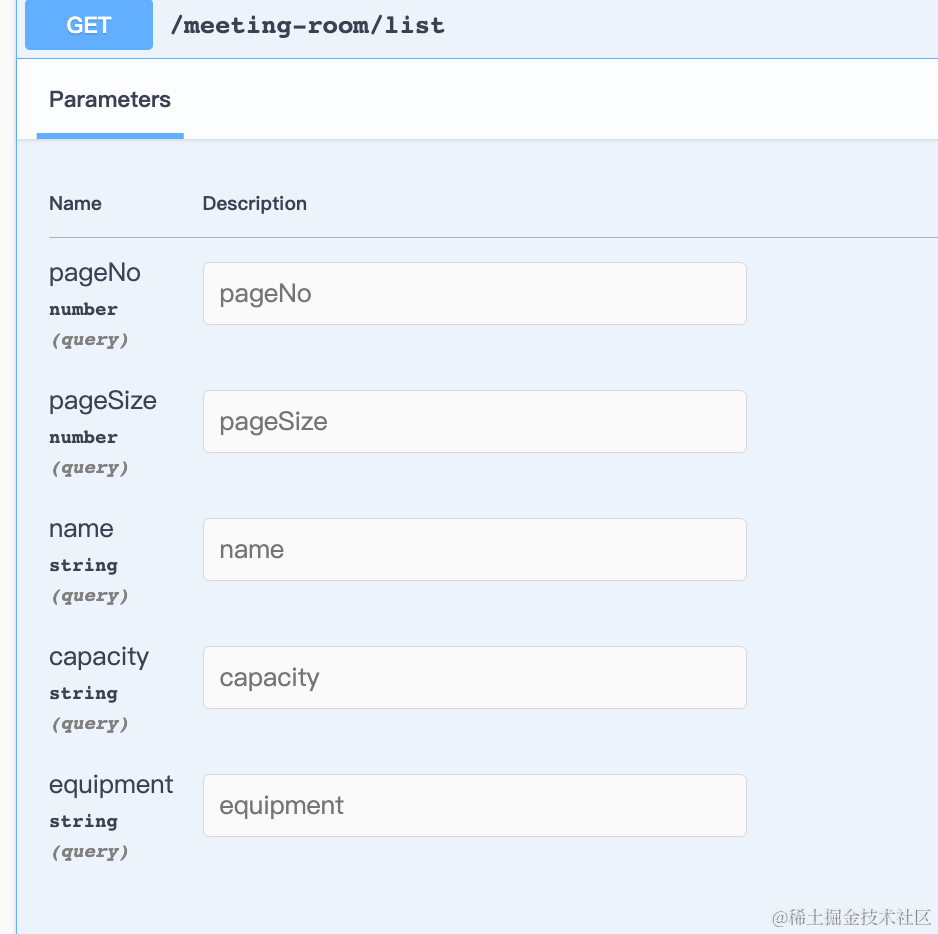 GET /meeting-room/list
Parameters
Name Description
pageNo
number
(query)
pageNo
pageSize
number
(query)
pageSize
name
string
(query)
name
capacity
string
(query)
capacity
equipment
string
(query)
equipment
@稀土掘金技术社区